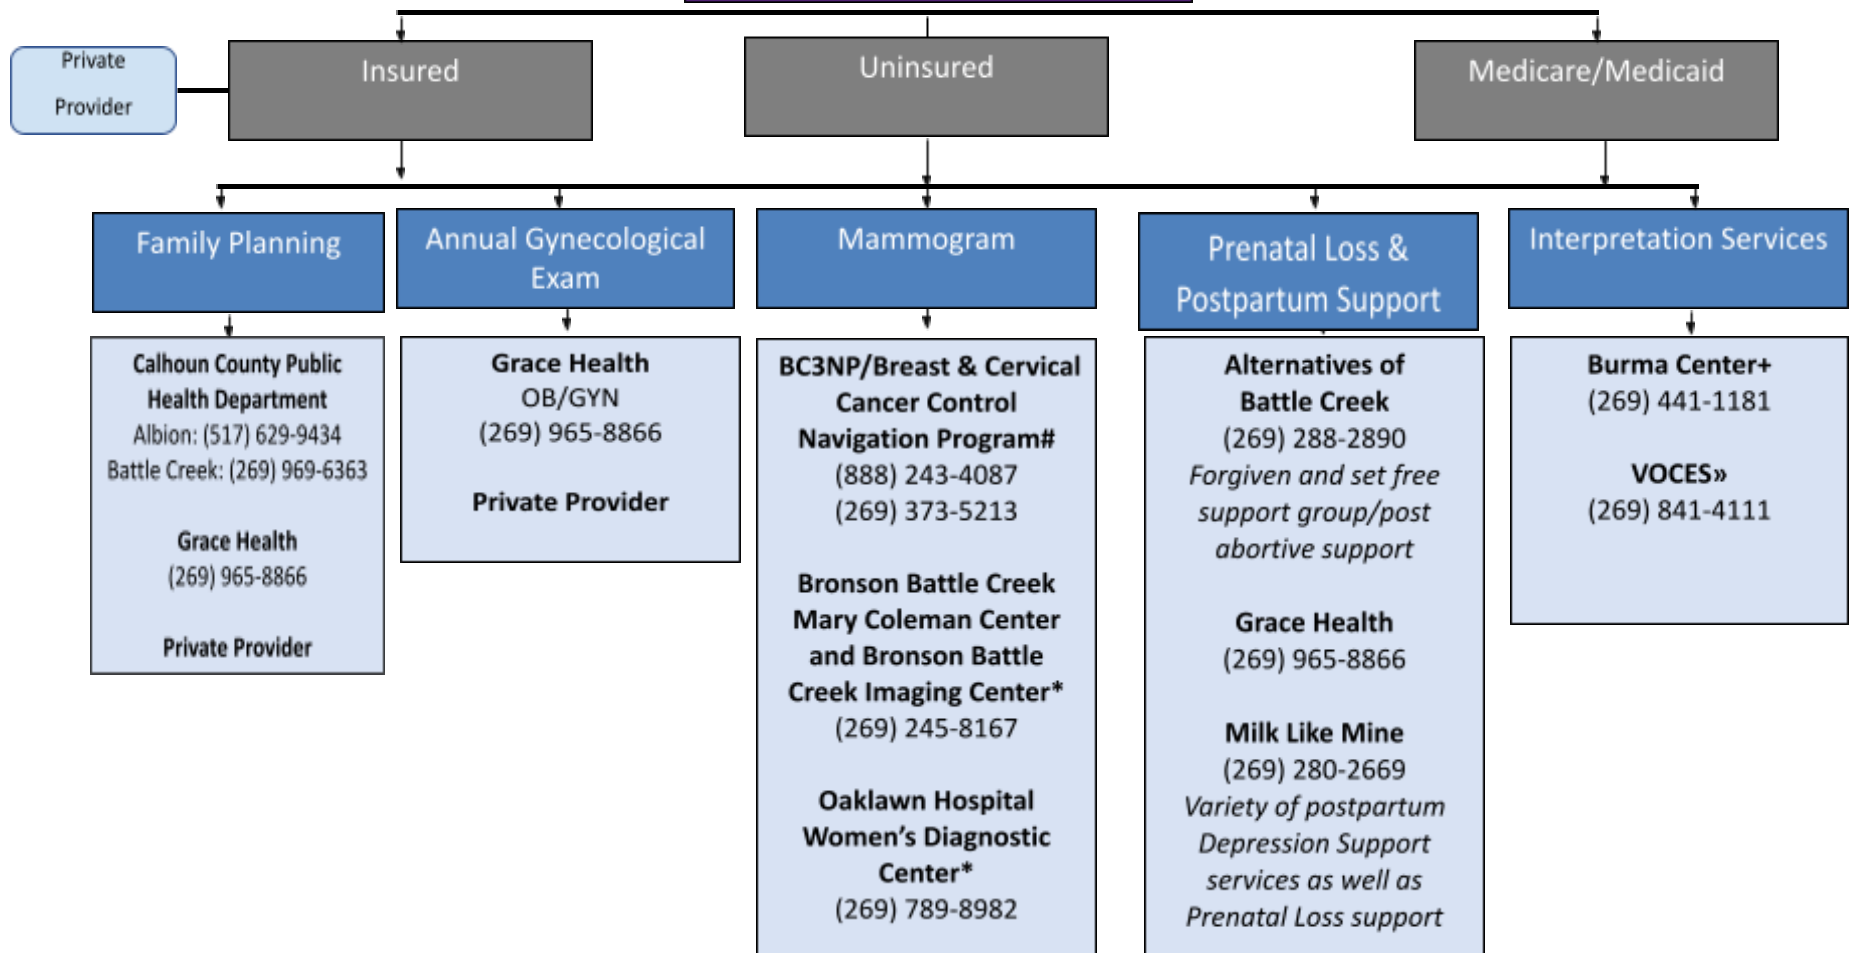 Private
Provider
Insured
Uninsured
Medicare/Medicaid
Family Planning
Annual Gynecological
Exam
Mammogram
Prenatal Loss &
Postpartum Support
Interpretation Services
Calhoun County Public
Health Department
Albion: (517) 629-9434
Battle Creek: (269) 969-6363
Grace Health
(269) 965-8866
Private Provider
Grace Health
OB/GYN
(269) 965-8866
Private Provider
BC3NP/Breast & Cervical
Cancer Control
Navigation Program#
(888) 243-4087
(269) 373-5213
Bronson Battle Creek
Mary Coleman Center
and Bronson Battle
Creek Imaging Center*
(269) 245-8167
Oaklawn Hospital
Women’s Diagnostic
Center*
(269) 789-8982
Alternatives of
Battle Creek
(269) 288-2890
Forgiven and set free
support group/post
abortive support
Grace Health
(269) 965-8866
Milk Like Mine
(269) 280-2669
Variety of postpartum
Depression Support
services as well as
Prenatal Loss support
Burma Center+
(269) 441-1181
VOCES»
(269) 841-4111